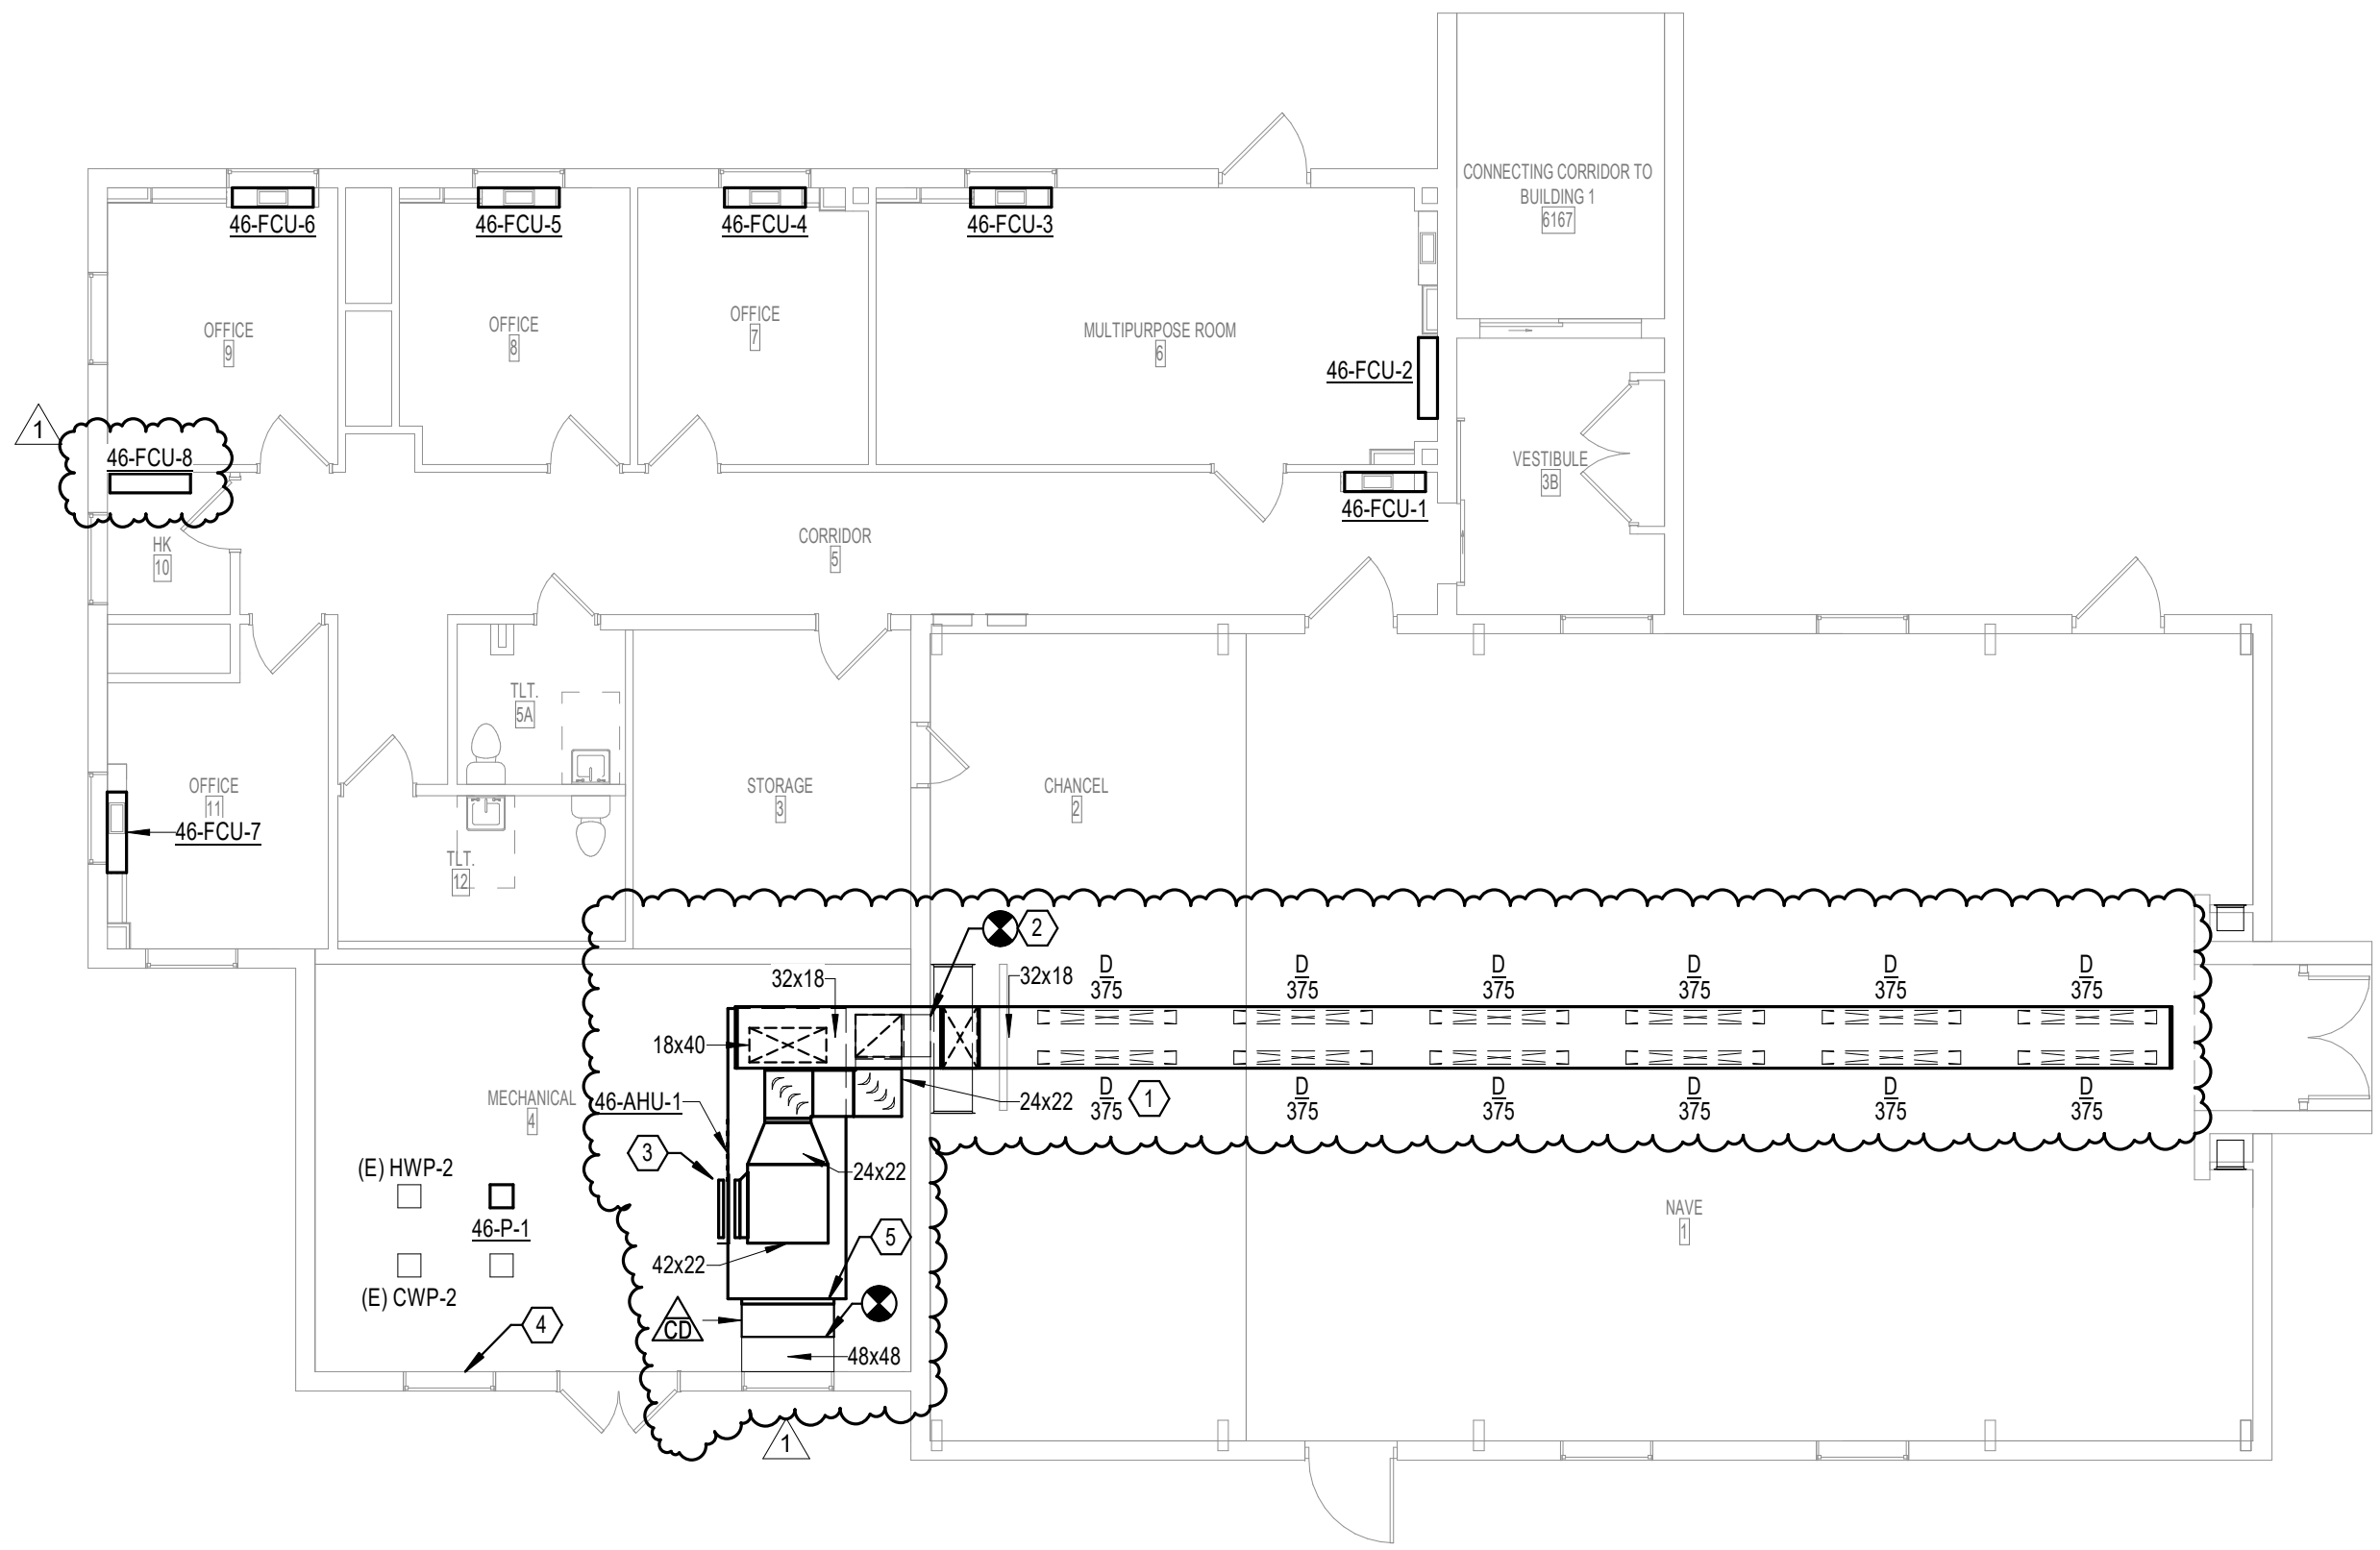 CONNECTING CORRIDOR TO
BUILDING 1
6167
46-FCU-6
46-FCU-5
46-FCU-4
46-FCU-3
OFFICE
9
OFFICE
8
OFFICE
7
MULTIPURPOSE ROOM
6
46-FCU-2
1
46-FCU-8
VESTIBULE
3B
46-FCU-1
HK
10
CORRIDOR
5
TLT.
5A
OFFICE
11
46-FCU-7
STORAGE
3
CHANCEL
2
TLT.
12
2
32x18
32x18
D
375
D
375
D
375
D
375
D
375
D
375
18x40
MECHANICAL
4
46-AHU-1
24x22
D
375
1
D
375
D
375
D
375
D
375
D
375
3
(E) HWP-2
24x22
46-P-1
NAVE
1
5
42x22
(E) CWP-2
4
CD
48x48
1